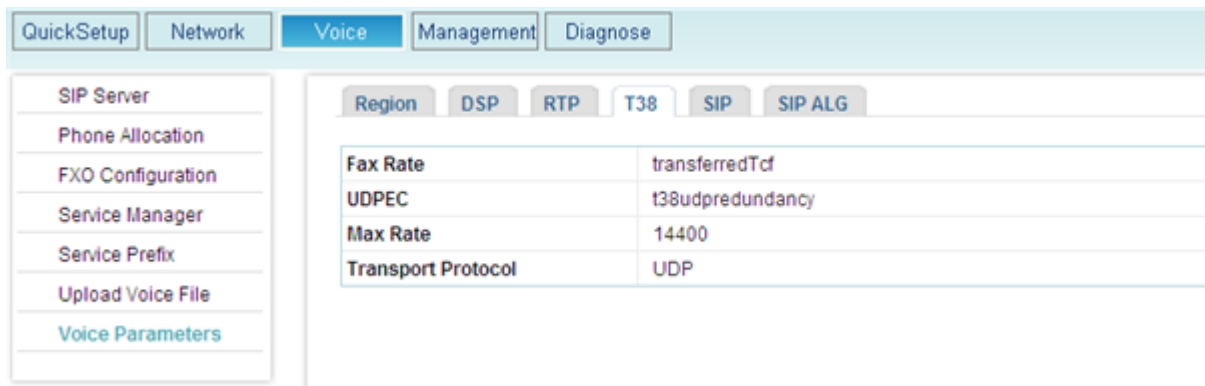 QuickSetup Network Voice Management Diagnose
SIP Server
Phone Allocation
FXO Configuration
Service Manager
Service Prefix
Upload Voice File
Voice Parameters
Region DSP RTP T38 SIP SIP ALG
Fax Rate transferredTcf
UDPEC t38udpredundancy
Max Rate 14400
Transport Protocol UDP